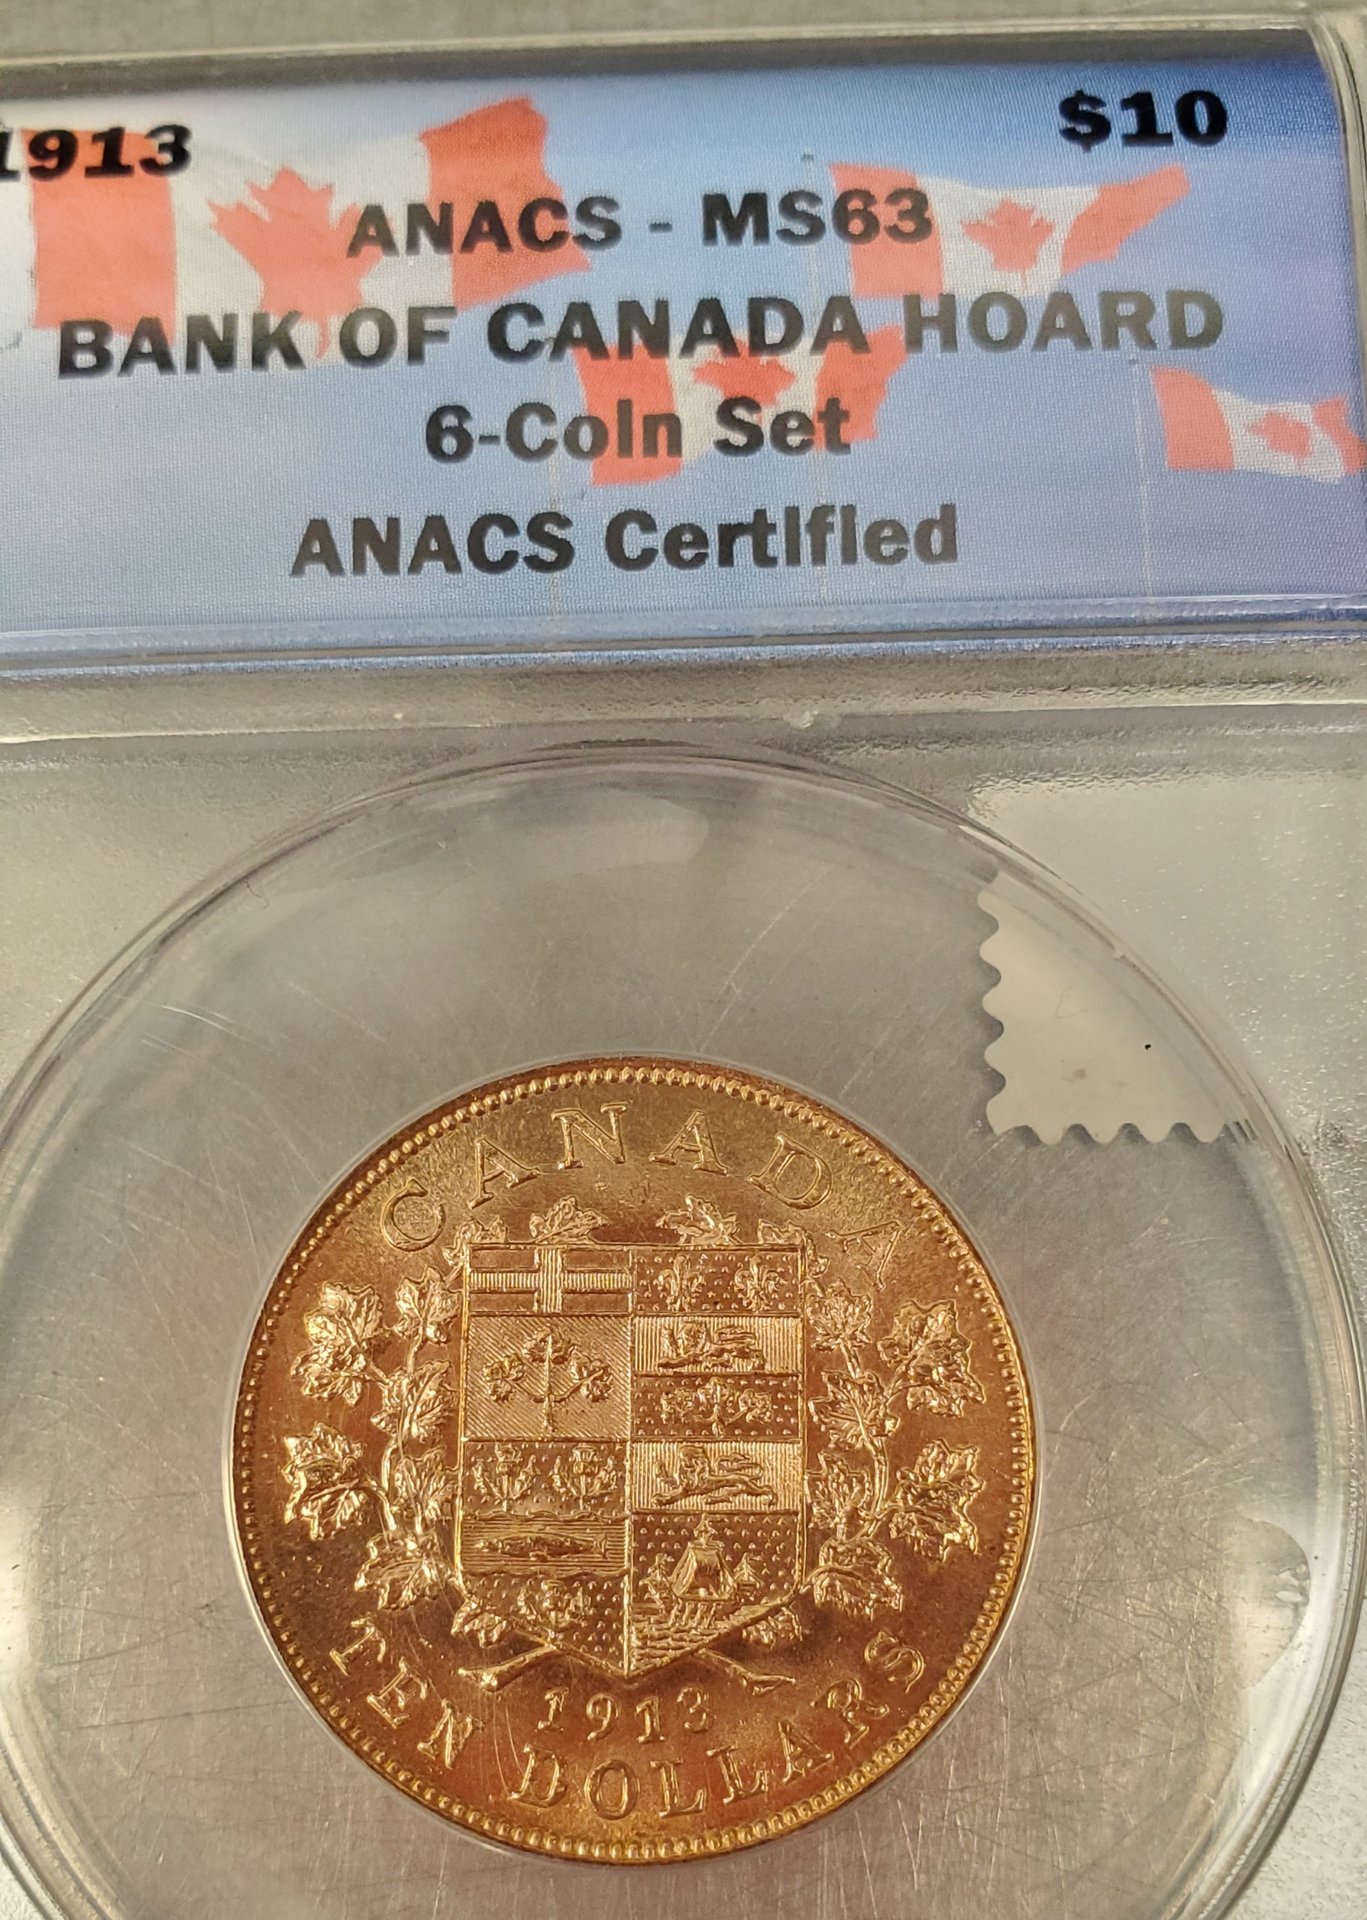 1913 $10
ANACS - MS63
BANK OF CANADA HOARD
6-Coin Set
ANACS Certified
CANADA
1913
TEN DOLLARS